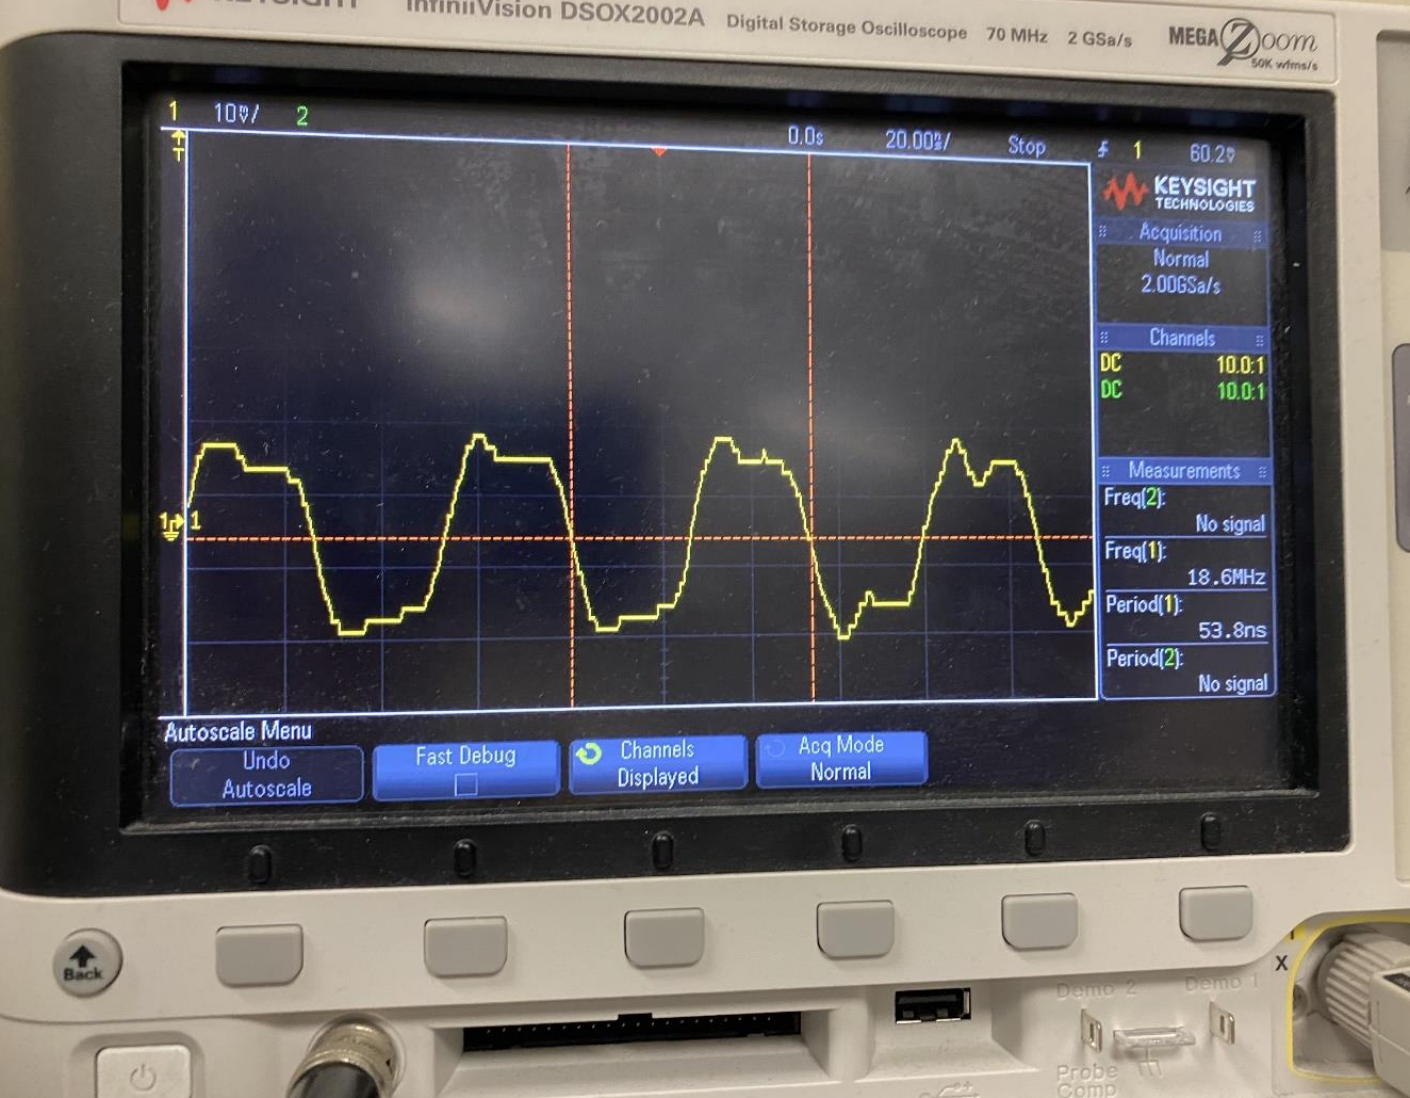 KEYSIGHT InfiniiVision DSOX2002A Digital Storage Oscilloscope 70 MHz 2 GSa/s MEGA Zoom
50K wfms/s
1 10V/ 2 0.0s 20.00ns/ Stop 1 60.2V
T
KEYSIGHT
TECHNOLOGIES
Acquisition
Normal
2.00GSa/s
Channels
DC 10.0:1
DC 10.0:1
Measurements
Freq(2):
No signal
Freq(1):
18.6MHz
Period(1):
53.8ns
Period(2):
No signal
1
Autoscale Menu
Undo
Autoscale
Fast Debug
Channels
Displayed
Acq Mode
Normal
Back
X
Demo 2
Demo 1
Probe
Comp